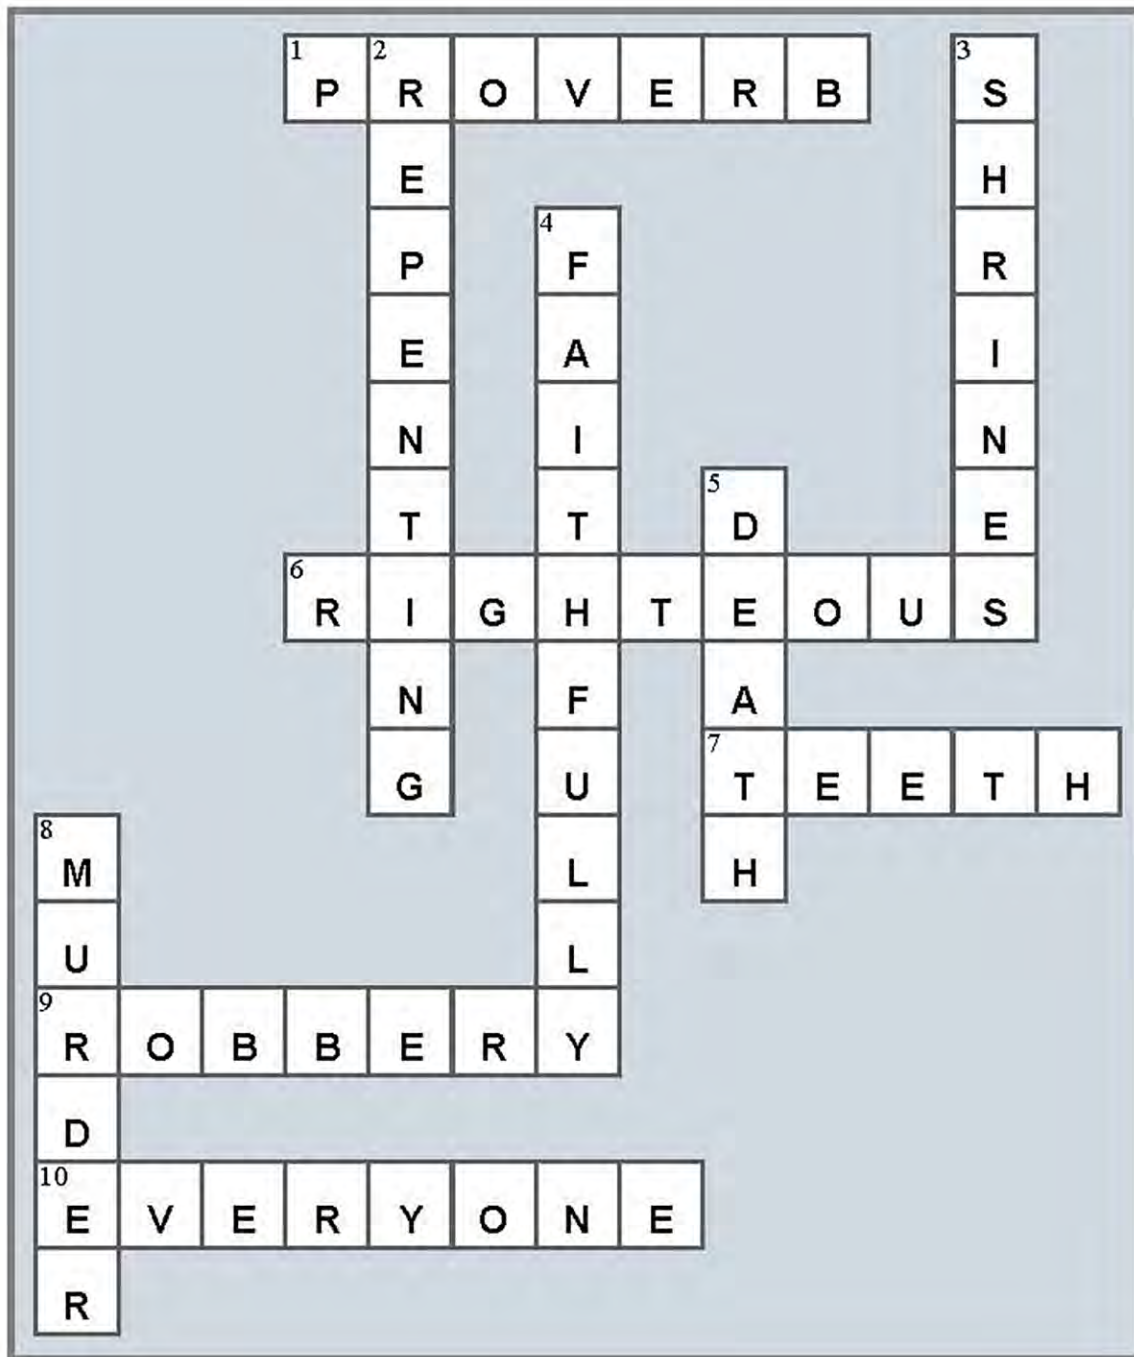 1 P 2 R O V E R B 3 S
E H
P 4 F R
E A I
N I N
T T 5 D E
6 R I G H T E O U S
N F A
G U 7 T E E T H
8 M L H
U L
9 R O B B E R Y
D
10 E V E R Y O N E
R